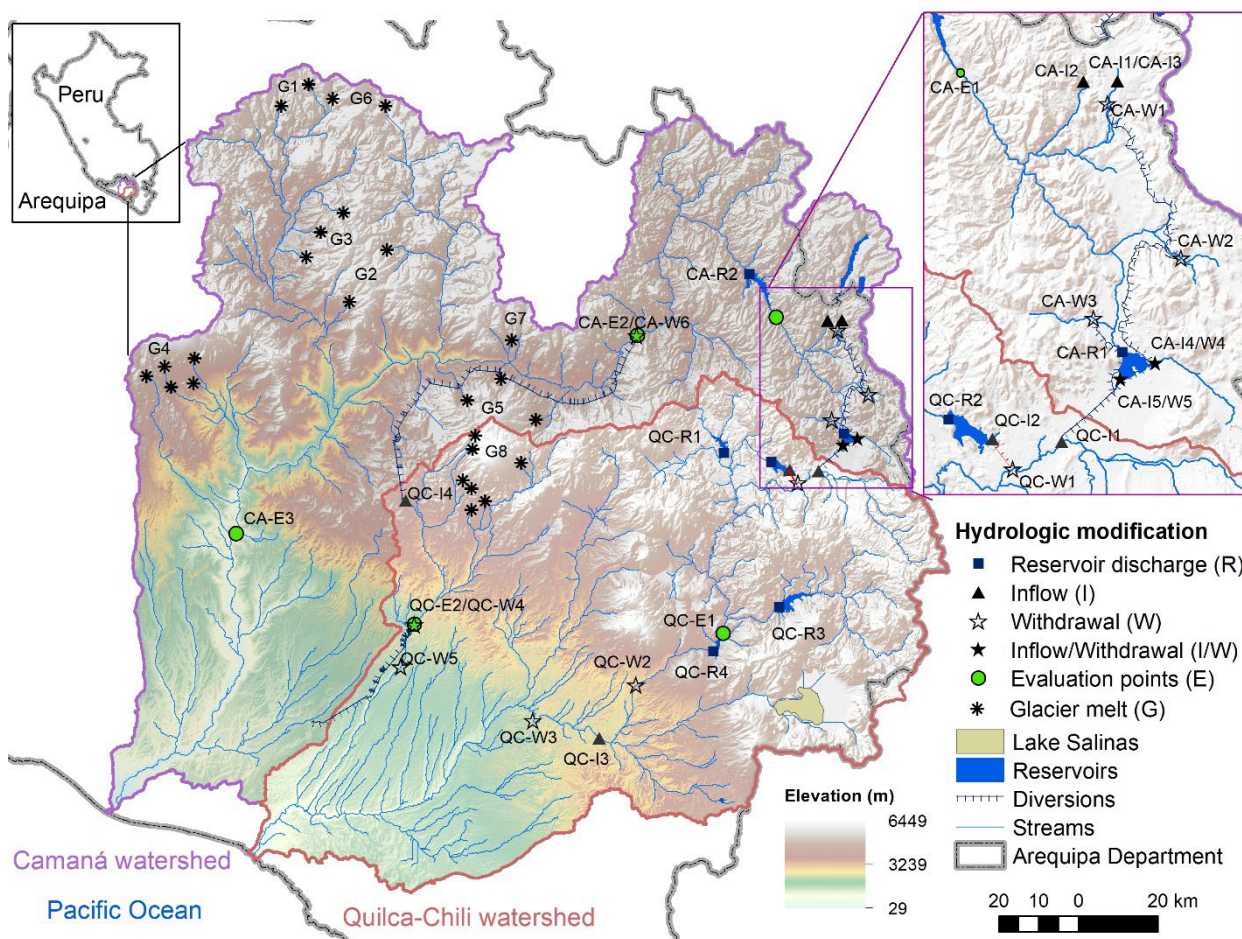 Peru
Arequipa
G1
G6
G3
G2
G4
G7
G5
G8
CA-R2
CA-E2/CA-W6
QC-R1
QC-I4
CA-E3
QC-E2/QC-W4
QC-W5
QC-E1
QC-R3
QC-R4
QC-W2
QC-W3
QC-I3
CA-E1
CA-I2
CA-I1/CA-I3
CA-W1
CA-W2
CA-W3
CA-R1
CA-I4/W4
CA-I5/W5
QC-R2
QC-I2
QC-I1
QC-W1
Hydrologic modification
Reservoir discharge (R)
Inflow (I)
Withdrawal (W)
Inflow/Withdrawal (I/W)
Evaluation points (E)
Glacier melt (G)
Lake Salinas
Reservoirs
Diversions
Streams
Arequipa Department
20 10 0 20 km
Elevation (m)
6449
3239
29
Camaná watershed
Pacific Ocean
Quilca-Chili watershed